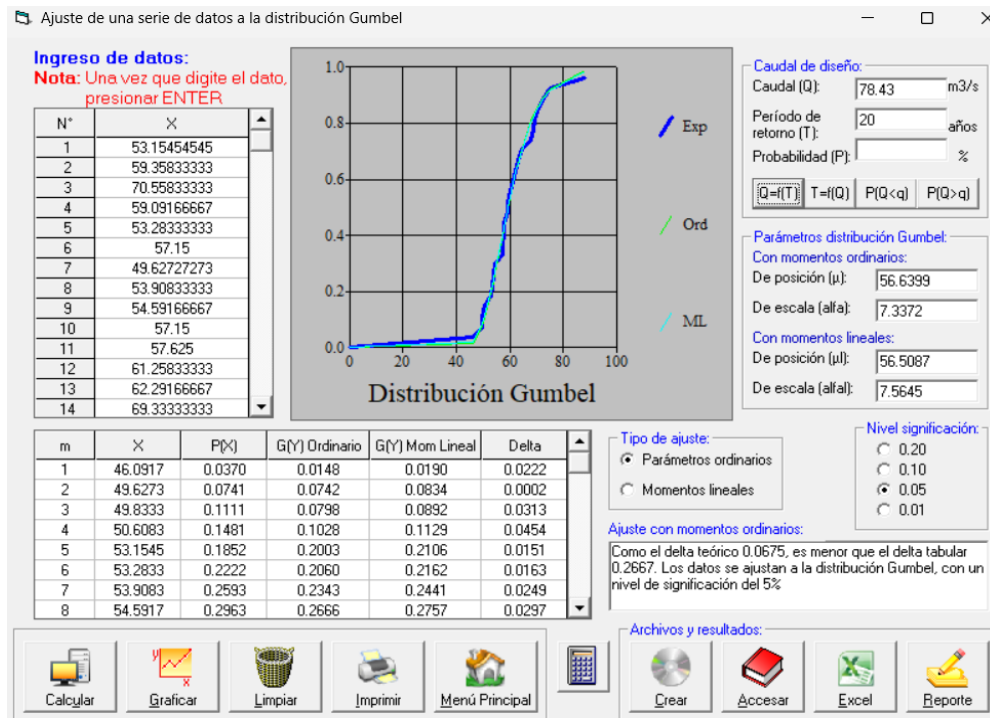 Ajuste de una serie de datos a la distribución Gumbel
Ingreso de datos:
Nota: Una vez que digite el dato,
presionar ENTER
N° X
1 53.15454545
2 59.35833333
3 70.55833333
4 59.09166667
5 53.28333333
6 57.15
7 49.62727273
8 53.90833333
9 54.59166667
10 57.15
11 57.625
12 61.25833333
13 62.29166667
14 69.33333333
1.0
0.8
0.6
0.4
0.2
0.0
0 20 40 60 80 100
Exp
Ord
ML
Distribución Gumbel
Caudal de diseño:
Caudal (Q): 78.43 m3/s
Período de
retorno (T): 20 años
Probabilidad (P): %
Q=f(T) T=f(Q) P(Q<q) P(Q>q)
Parámetros distribución Gumbel:
Con momentos ordinarios:
De posición (µ): 56.6399
De escala (alfa): 7.3372
Con momentos lineales:
De posición (µl): 56.5087
De escala (alfal): 7.5645
m X P(X) G(Y) Ordinario G(Y) Mom Lineal Delta
1 46.0917 0.0370 0.0148 0.0190 0.0222
2 49.6273 0.0741 0.0742 0.0834 0.0002
3 49.8333 0.1111 0.0798 0.0892 0.0313
4 50.6083 0.1481 0.1028 0.1129 0.0454
5 53.1545 0.1852 0.2003 0.2106 0.0151
6 53.2833 0.2222 0.2060 0.2162 0.0163
7 53.9083 0.2593 0.2343 0.2441 0.0249
8 54.5917 0.2963 0.2666 0.2757 0.0297
Tipo de ajuste:
Parámetros ordinarios
Momentos lineales
Nivel significación:
0.20
0.10
0.05
0.01
Ajuste con momentos ordinarios:
Como el delta teórico 0.0675, es menor que el delta tabular
0.2667. Los datos se ajustan a la distribución Gumbel, con un
nivel de significación del 5%
Calcular
Graficar
Limpiar
Imprimir
Menú Principal
Archivos y resultados:
Crear
Accesar
Excel
Reporte